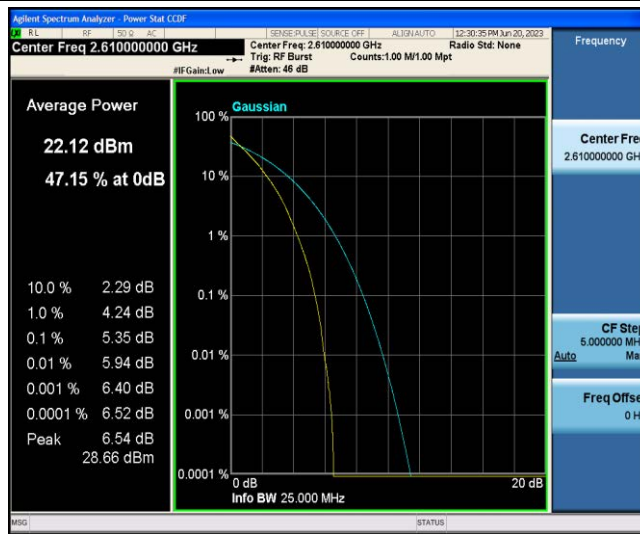 Agilent Spectrum Analyzer - Power Stat CCDF
RL RF 50 Ω AC SENSE:PULSE SOURCE OFF ALIGNAUTO 12:30:35 PM Jun 20, 2023
Center Freq 2.610000000 GHz
Center Freq: 2.610000000 GHz Radio Std: None
Trig: RF Burst Counts:1.00 M/1.00 Mpt
#IFGain:Low #Atten: 46 dB
Frequency
Average Power
22.12 dBm
47.15 % at 0dB
10.0 % 2.29 dB
1.0 % 4.24 dB
0.1 % 5.35 dB
0.01 % 5.94 dB
0.001 % 6.40 dB
0.0001 % 6.52 dB
Peak 6.54 dB
28.66 dBm
Gaussian
100 %
10 %
1 %
0.1 %
0.01 %
0.001 %
0.0001 %
0 dB 20 dB
Info BW 25.000 MHz
Center Fre
2.610000000 GH
CF Step
5.000000 MH
Auto Ma
Freq Offse
0 H
MSG STATUS